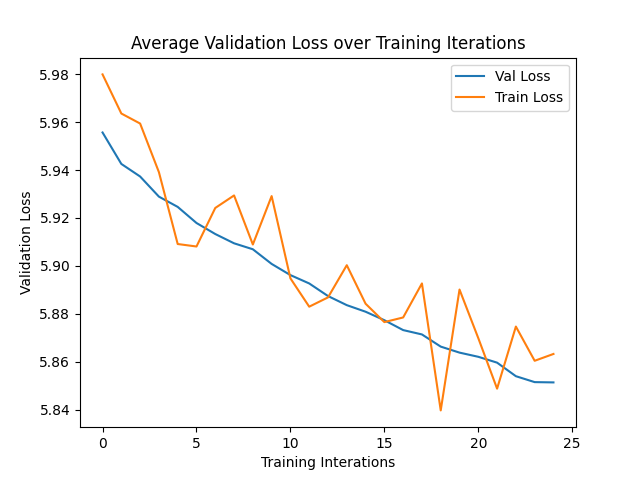 Average Validation Loss over Training Iterations
Val Loss
Train Loss
Validation Loss
5.98
5.96
5.94
5.92
5.90
5.88
5.86
5.84
0
5
10
15
20
25
Training Interations